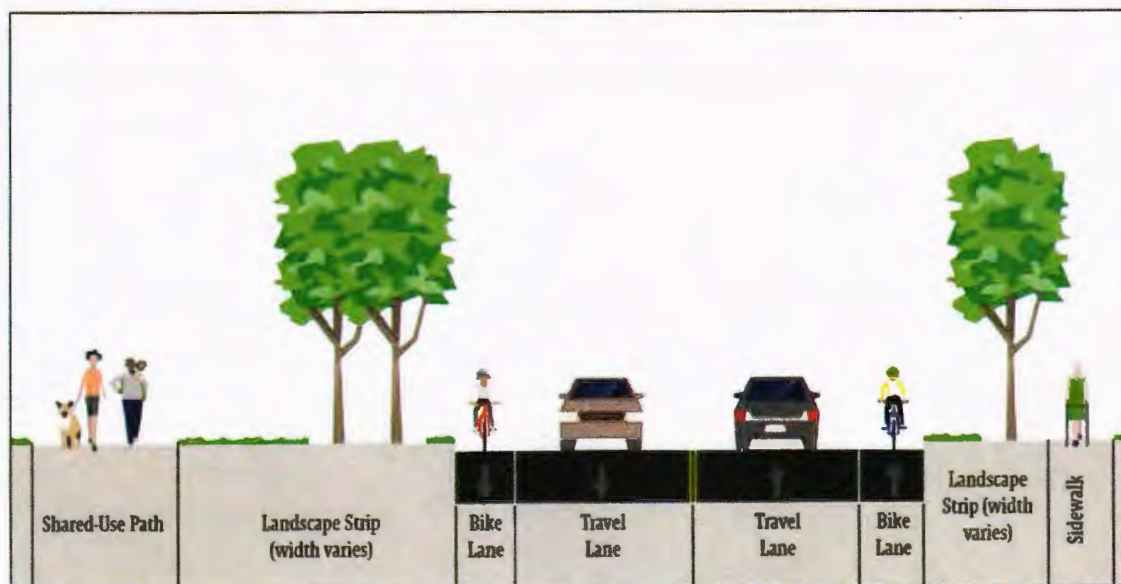 Shared-Use Path
Landscape Strip
(width varies)
Bike
Lane
Travel
Lane
Travel
Lane
Bike
Lane
Landscape
Strip (width
varies)
Sidewalk